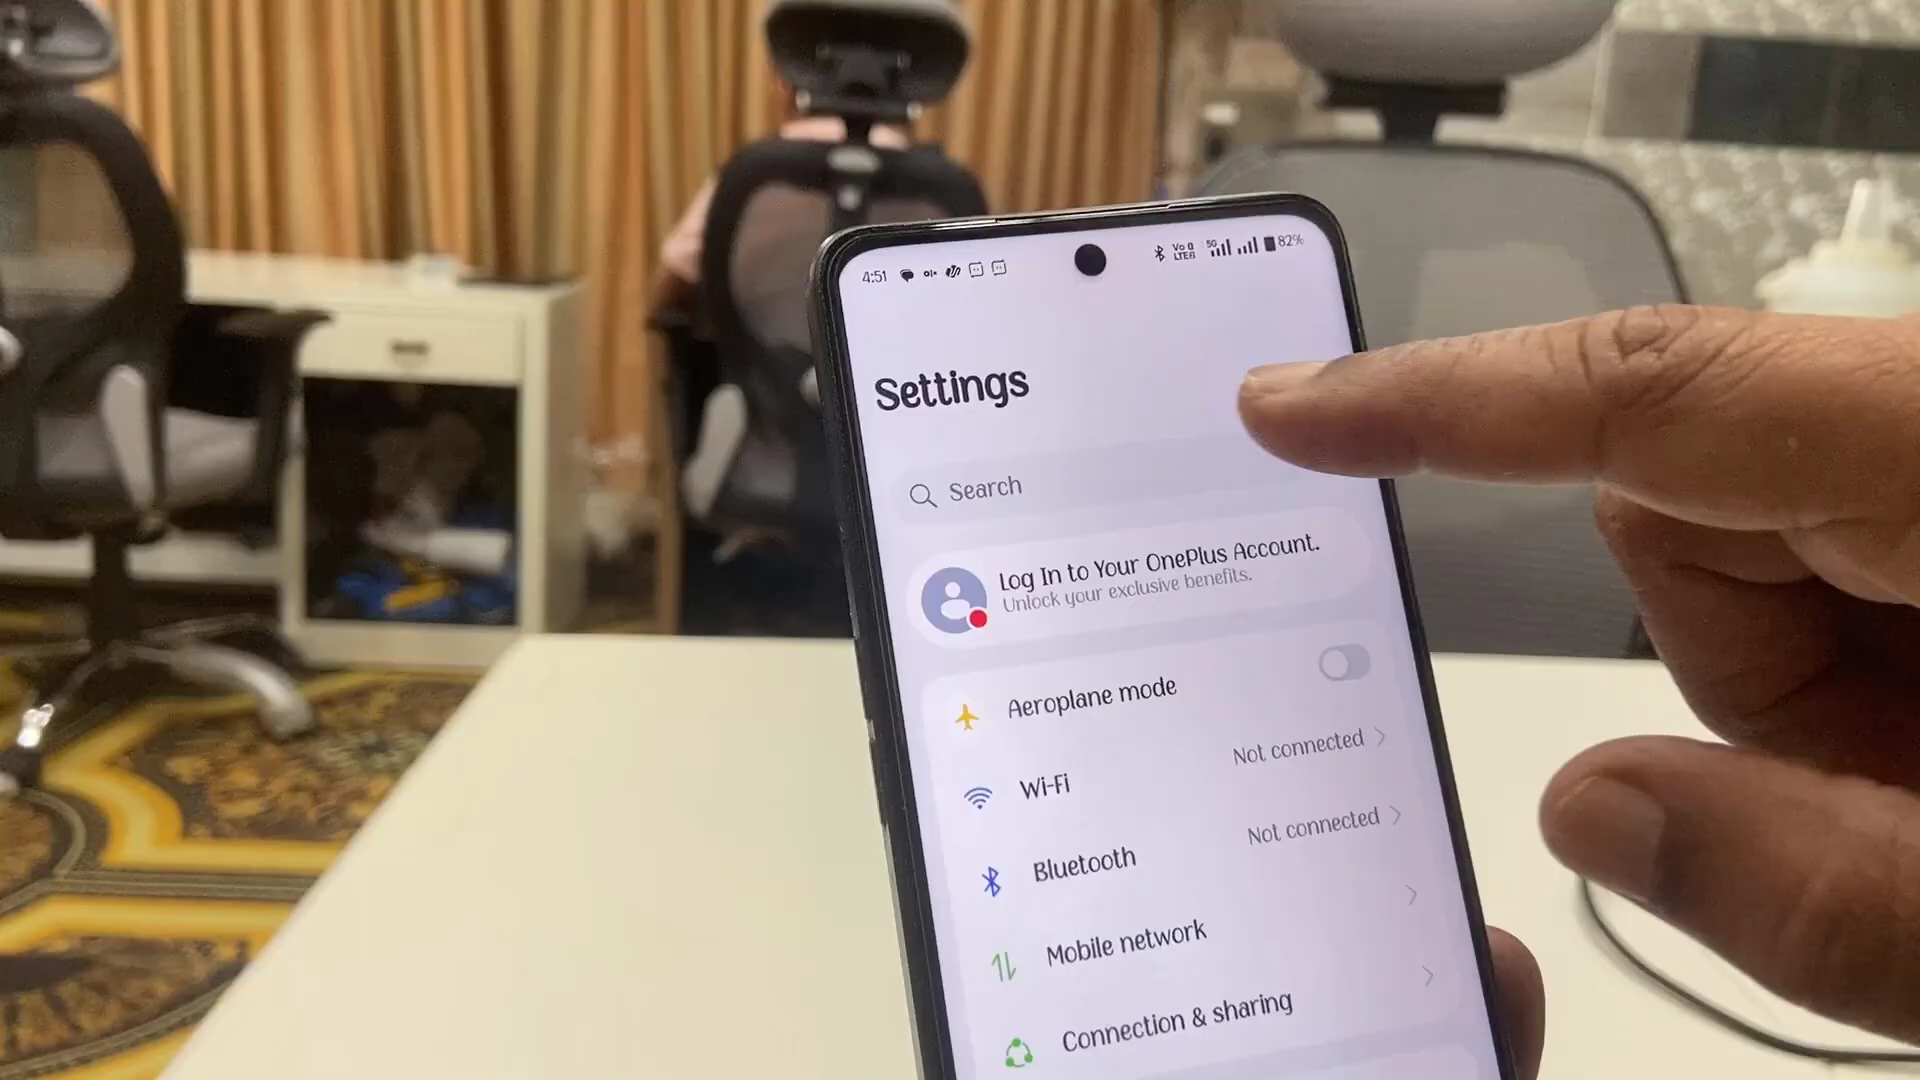 4:51
5G
82%
Settings
Search
Log In to Your OnePlus Account.
Unlock your exclusive benefits.
Aeroplane mode
Wi-Fi Not connected
Bluetooth Not connected
Mobile network
Connection & sharing